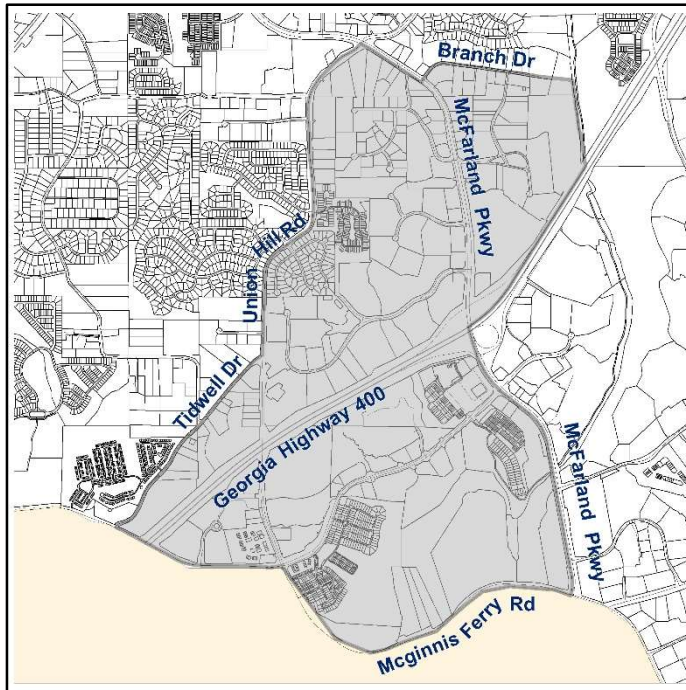 Branch Dr
McFarland Pkwy
Union Hill Rd
Tidwell Dr
Georgia Highway 400
McFarland Pkwy
Mcginnis Ferry Rd